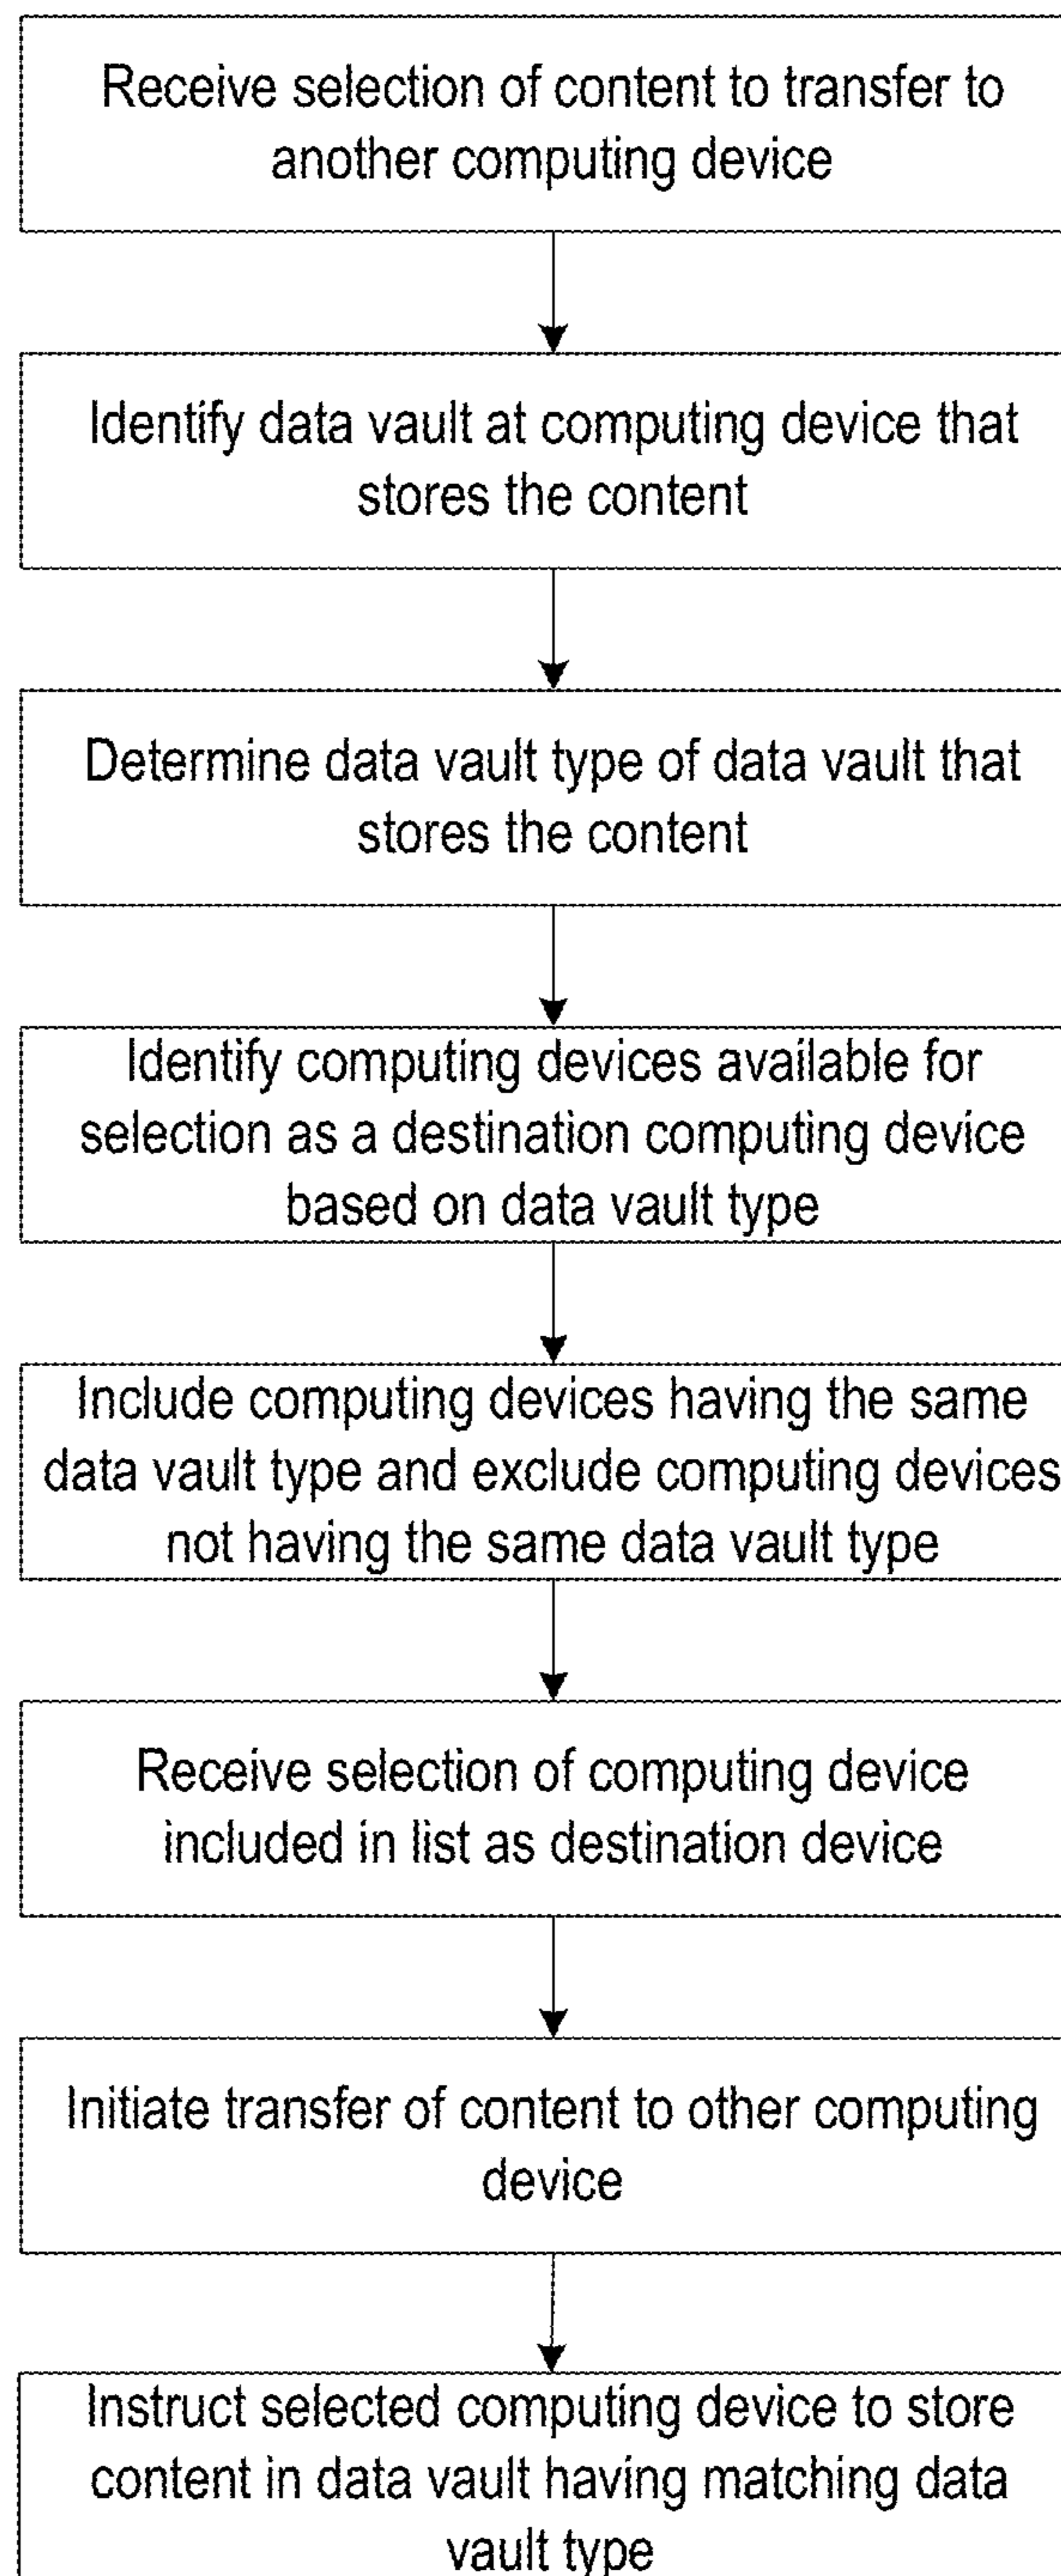 Receive selection of content to transfer to
another computing device
Identify data vault at computing device that
stores the content
Determine data vault type of data vault that
stores the content
Identify computing devices available for
selection as a destination computing device
based on data vault type
Include computing devices having the same
data vault type and exclude computing devices
not having the same data vault type
Receive selection of computing device
included in list as destination device
Initiate transfer of content to other computing
device
Instruct selected computing device to store
content in data vault having matching data
vault type